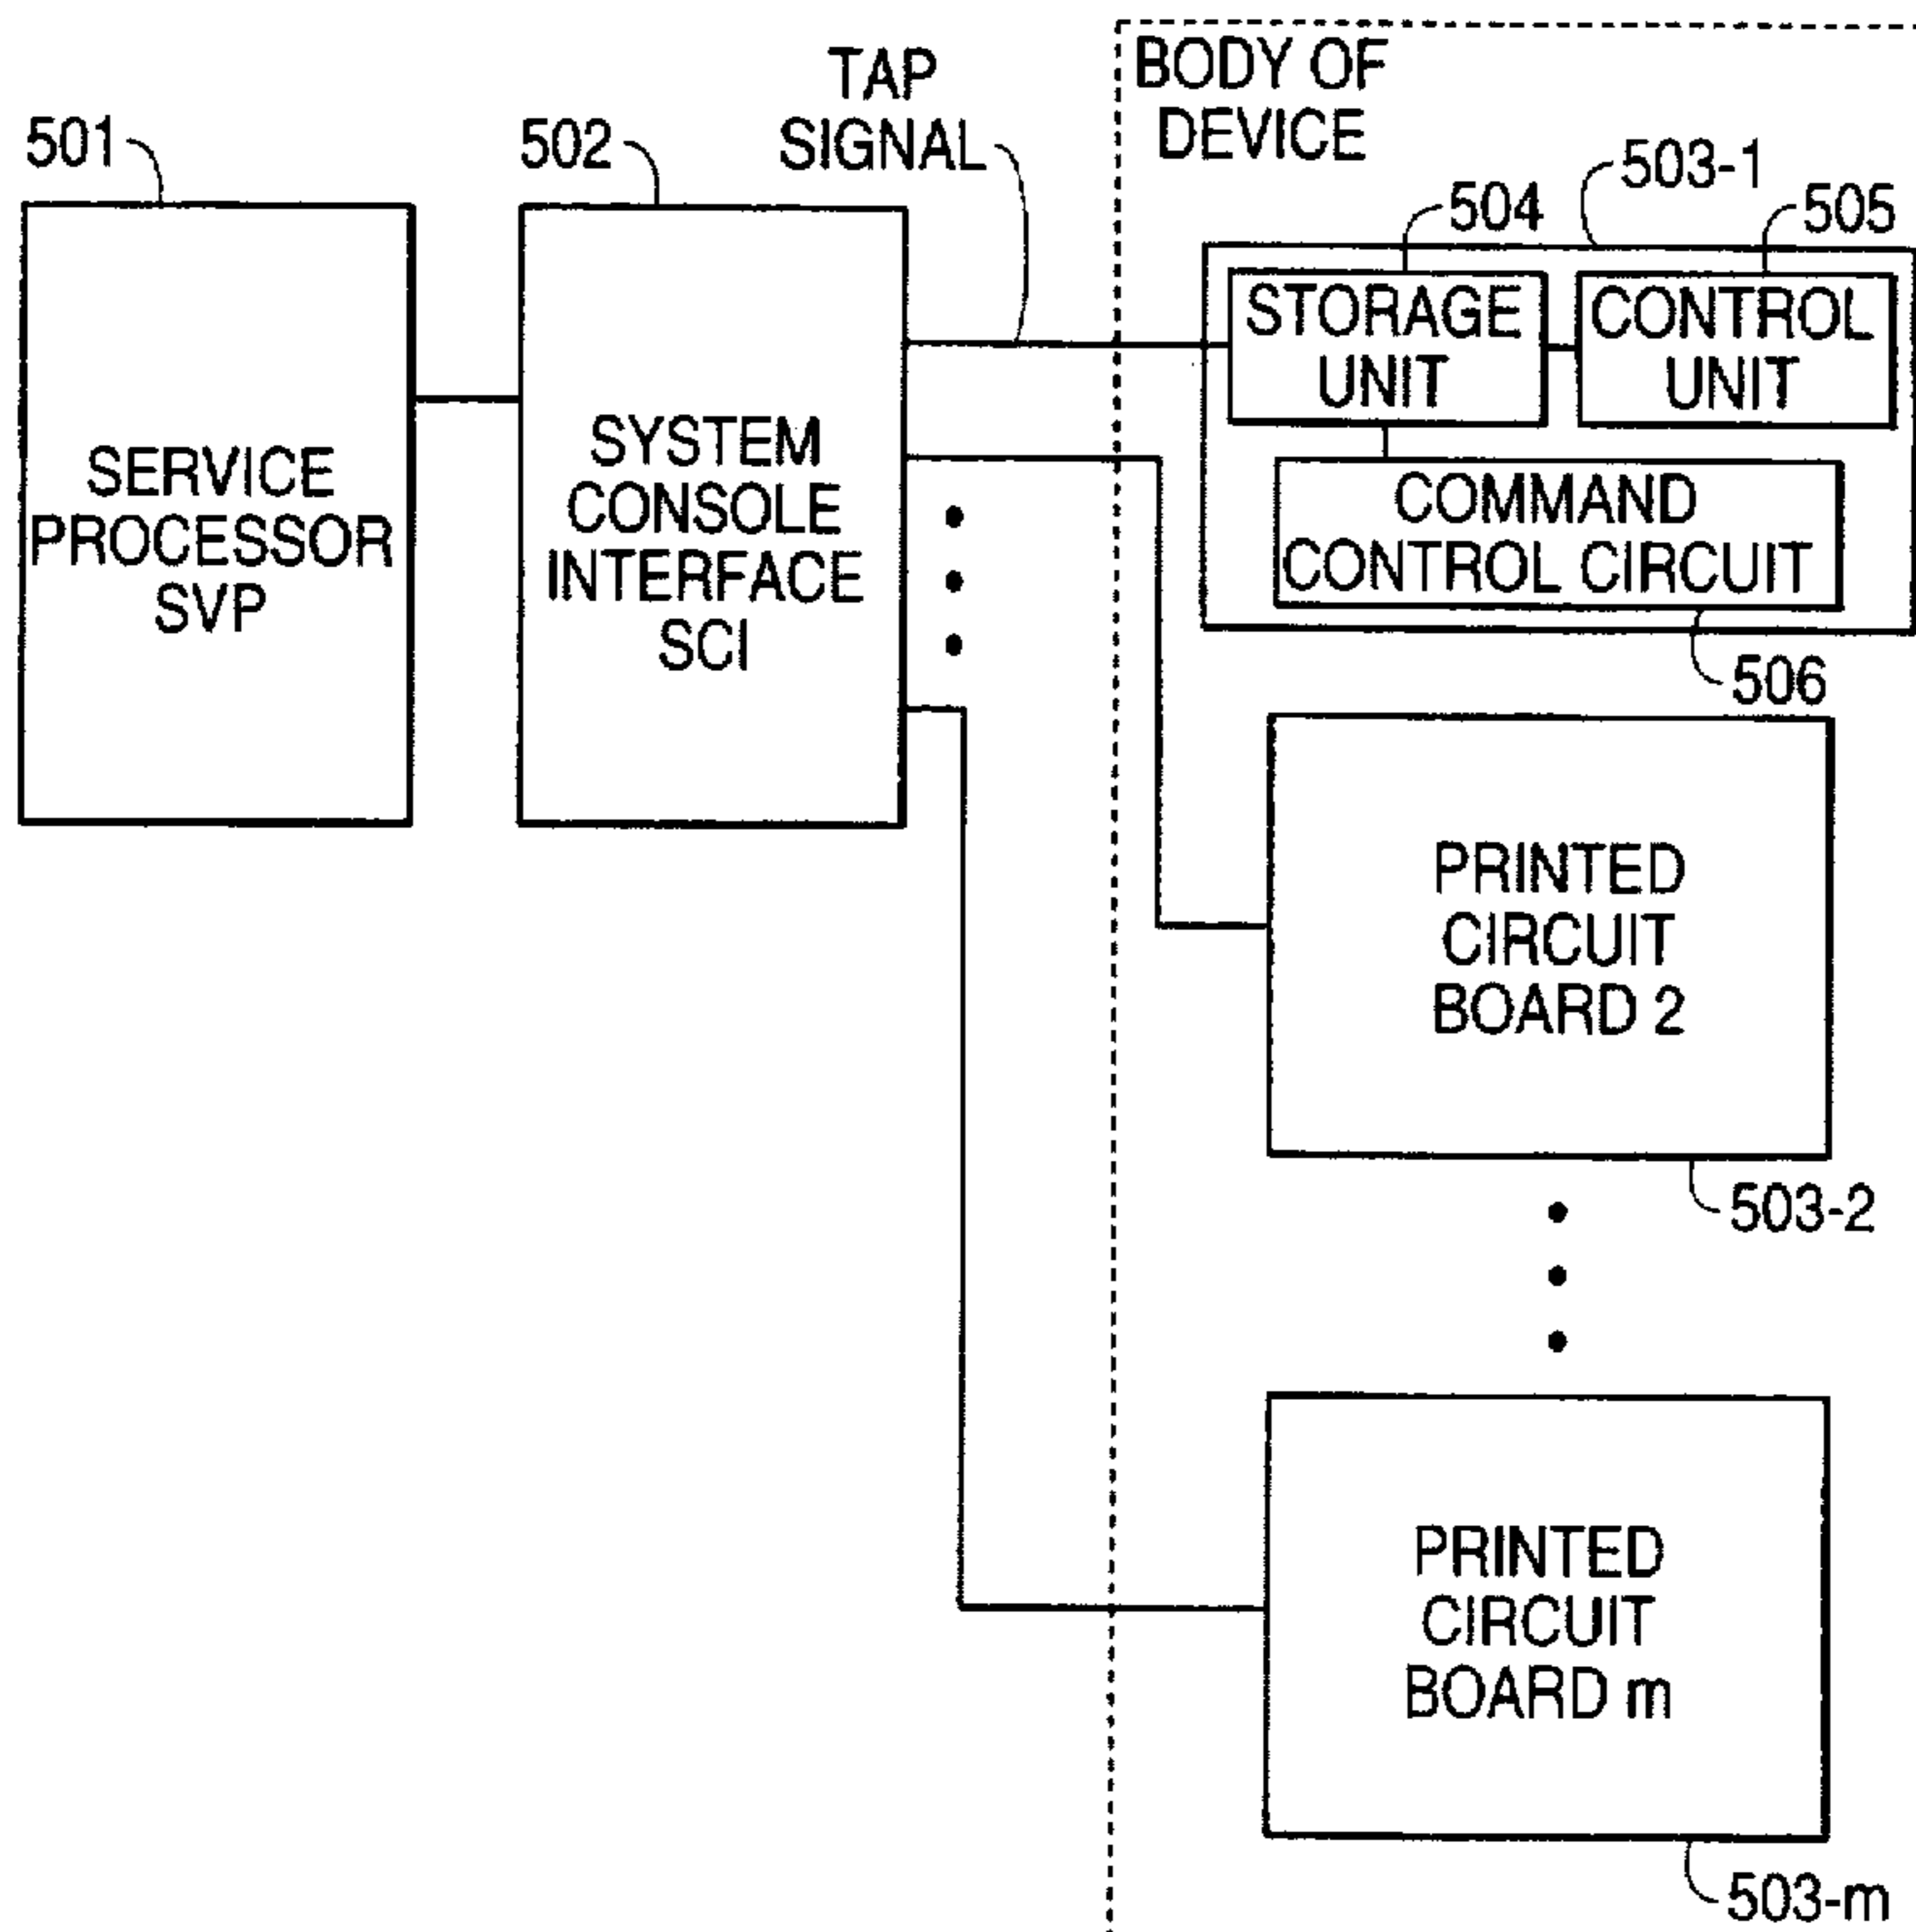 TAP
SIGNAL
BODY OF
DEVICE
501
502
503-1
504
505
SERVICE
PROCESSOR
SVP
SYSTEM
CONSOLE
INTERFACE
SCI
STORAGE
UNIT
CONTROL
UNIT
COMMAND
CONTROL CIRCUIT
506
PRINTED
CIRCUIT
BOARD 2
503-2
PRINTED
CIRCUIT
BOARD m
503-m